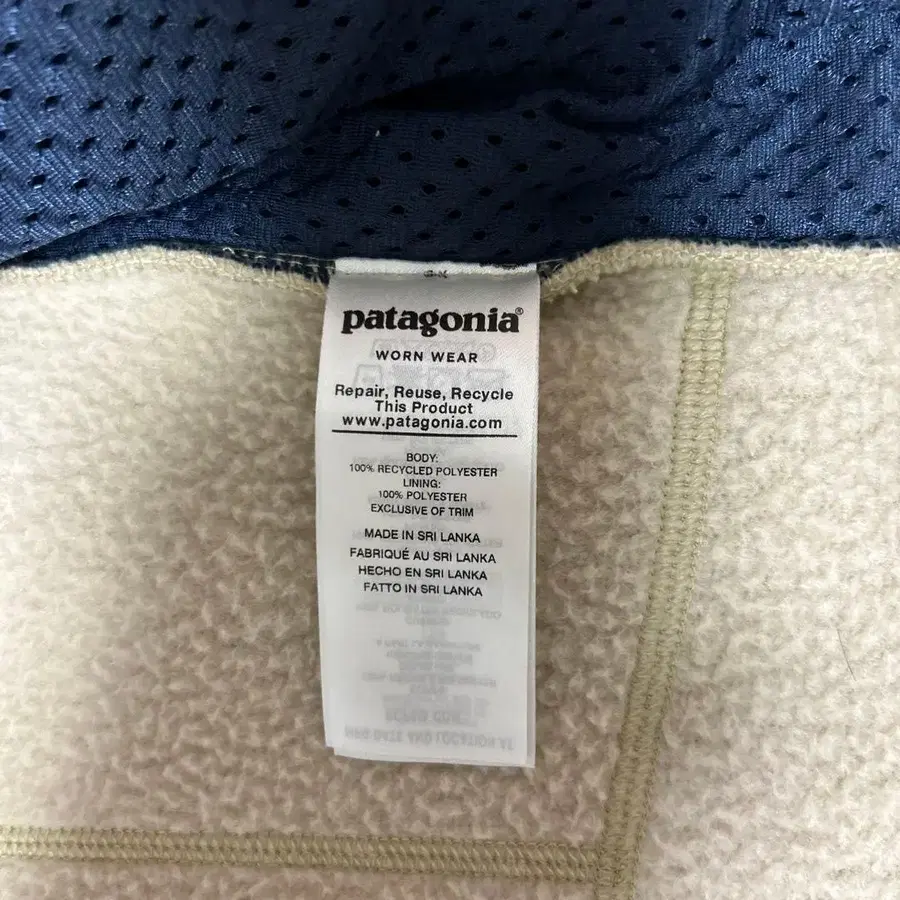 patagonia®
WORN WEAR
Repair, Reuse, Recycle
This Product
www.patagonia.com
BODY:
100% RECYCLED POLYESTER
LINING:
100% POLYESTER
EXCLUSIVE OF TRIM
MADE IN SRI LANKA
FABRIQUÉ AU SRI LANKA
HECHO EN SRI LANKA
FATTO IN SRI LANKA